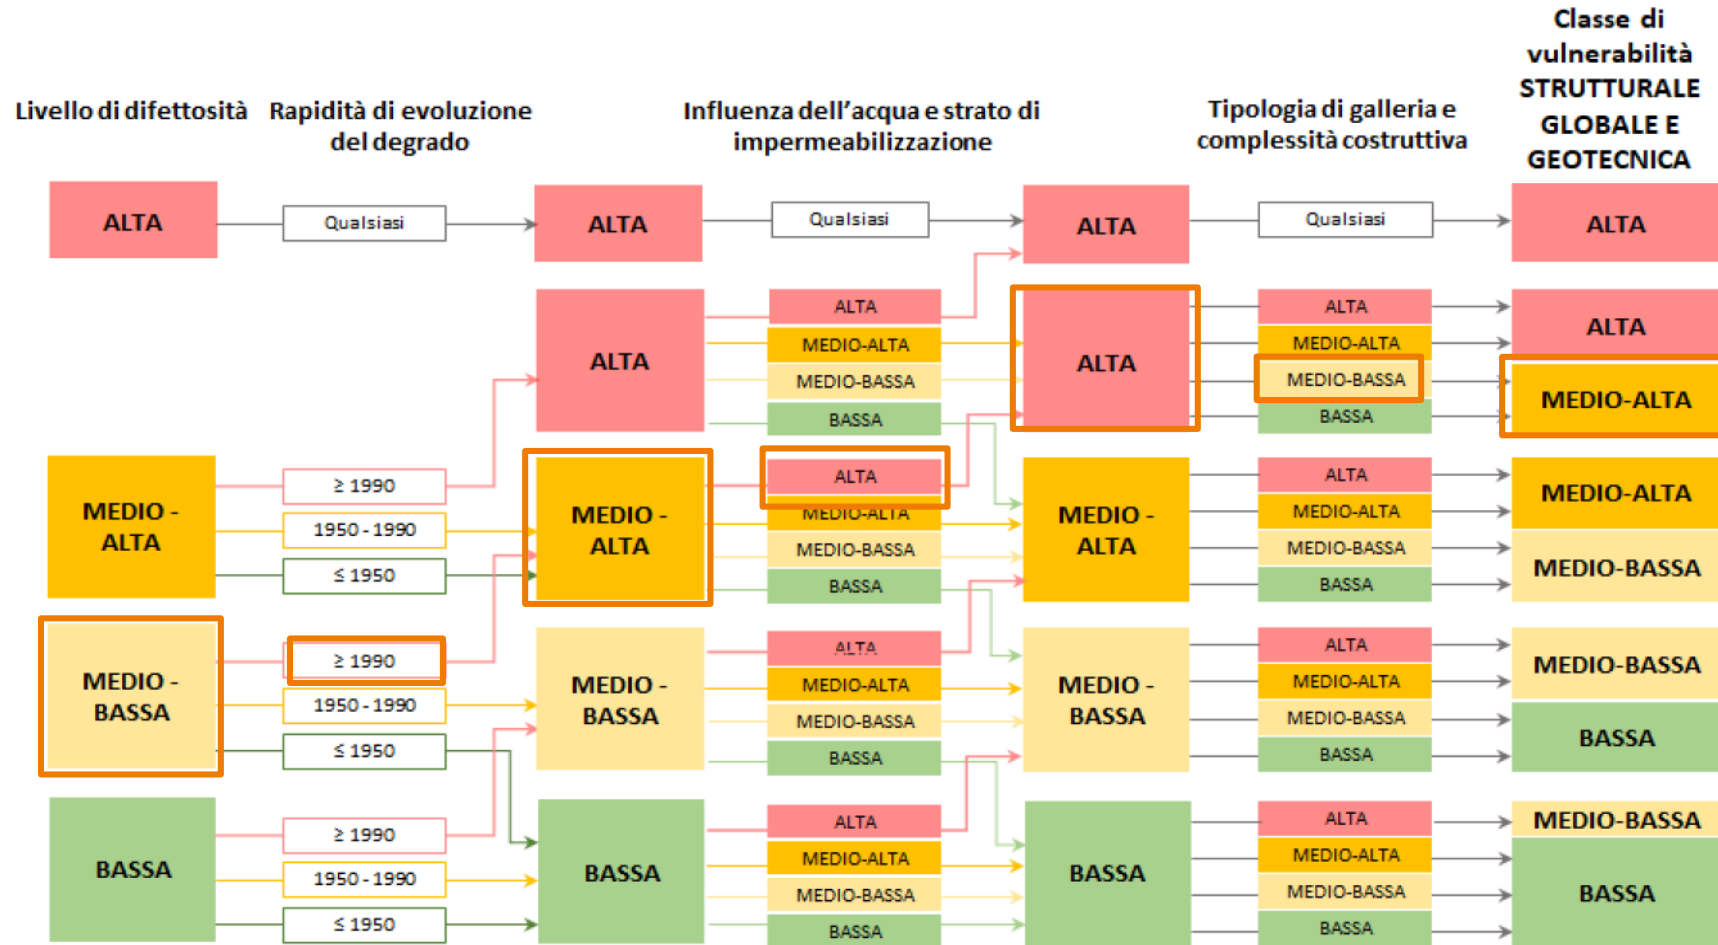 Classe di
vulnerabilità
STRUTTURALE
GLOBALE E
GEOTECNICA
Livello di difettosità
Rapidità di evoluzione
del degrado
Influenza dell'acqua e strato di
impermeabilizzazione
Tipologia di galleria e
complessità costruttiva
ALTA
Qualsiasi
ALTA
Qualsiasi
ALTA
Qualsiasi
ALTA
ALTA
ALTA
MEDIO-ALTA
MEDIO-BASSA
BASSA
ALTA
ALTA
MEDIO-ALTA
MEDIO-BASSA
BASSA
ALTA
MEDIO-ALTA
MEDIO -
ALTA
≥ 1990
1950 - 1990
≤ 1950
MEDIO -
ALTA
ALTA
MEDIO-ALTA
MEDIO-BASSA
BASSA
MEDIO -
ALTA
ALTA
MEDIO-ALTA
MEDIO-BASSA
BASSA
MEDIO-ALTA
MEDIO-BASSA
MEDIO -
BASSA
≥ 1990
1950 - 1990
≤ 1950
MEDIO -
BASSA
ALTA
MEDIO-ALTA
MEDIO-BASSA
BASSA
MEDIO -
BASSA
ALTA
MEDIO-ALTA
MEDIO-BASSA
BASSA
MEDIO-BASSA
BASSA
BASSA
≥ 1990
1950 - 1990
≤ 1950
BASSA
ALTA
MEDIO-ALTA
MEDIO-BASSA
BASSA
BASSA
ALTA
MEDIO-ALTA
MEDIO-BASSA
BASSA
MEDIO-BASSA
BASSA